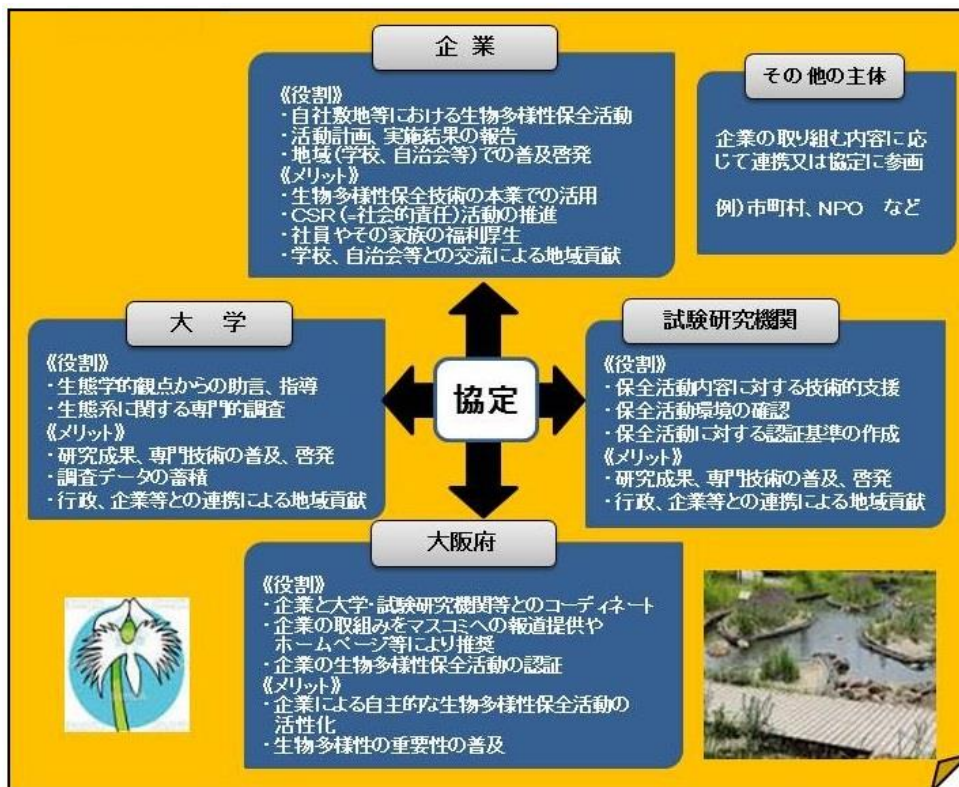 企 業
《役割》
・自社敷地等における生物多様性保全活動
・活動計画、実施結果の報告
・地域(学校、自治会等)での普及啓発
《メリット》
・生物多様性保全技術の本業での活用
・CSR(=社会的責任)活動の推進
・社員やその家族の福利厚生
・学校、自治会等との交流による地域貢献
その他の主体
企業の取り組む内容に応
じて連携又は協定に参画
例)市町村、NPO など
大 学
《役割》
・生態学的観点からの助言、指導
・生態系に関する専門的調査
《メリット》
・研究成果、専門技術の普及、啓発
・調査データの蓄積
・行政、企業等との連携による地域貢献
協定
試験研究機関
《役割》
・保全活動内容に対する技術的支援
・保全活動環境の確認
・保全活動に対する認証基準の作成
《メリット》
・研究成果、専門技術の普及、啓発
・行政、企業等との連携による地域貢献
大阪府
《役割》
・企業と大学・試験研究機関等とのコーディネート
・企業の取組みをマスコミへの報道提供や
ホームページ等により推奨
・企業の生物多様性保全活動の認証
《メリット》
・企業による自主的な生物多様性保全活動の
活性化
・生物多様性の重要性の普及